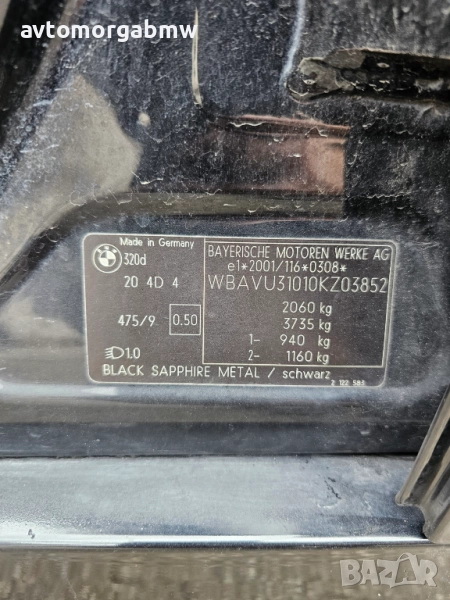 avtomorgabmw
Made in Germany
320d
20 4D 4
475/9 0.50
1.0
BAYERISCHE MOTOREN WERKE AG
e1*2001/116*0308*
WBAVU31010KZ03852
2060 kg
3735 kg
1- 940 kg
2- 1160 kg
BLACK SAPPHIRE METAL / schwarz
2 122 583
BAZAR